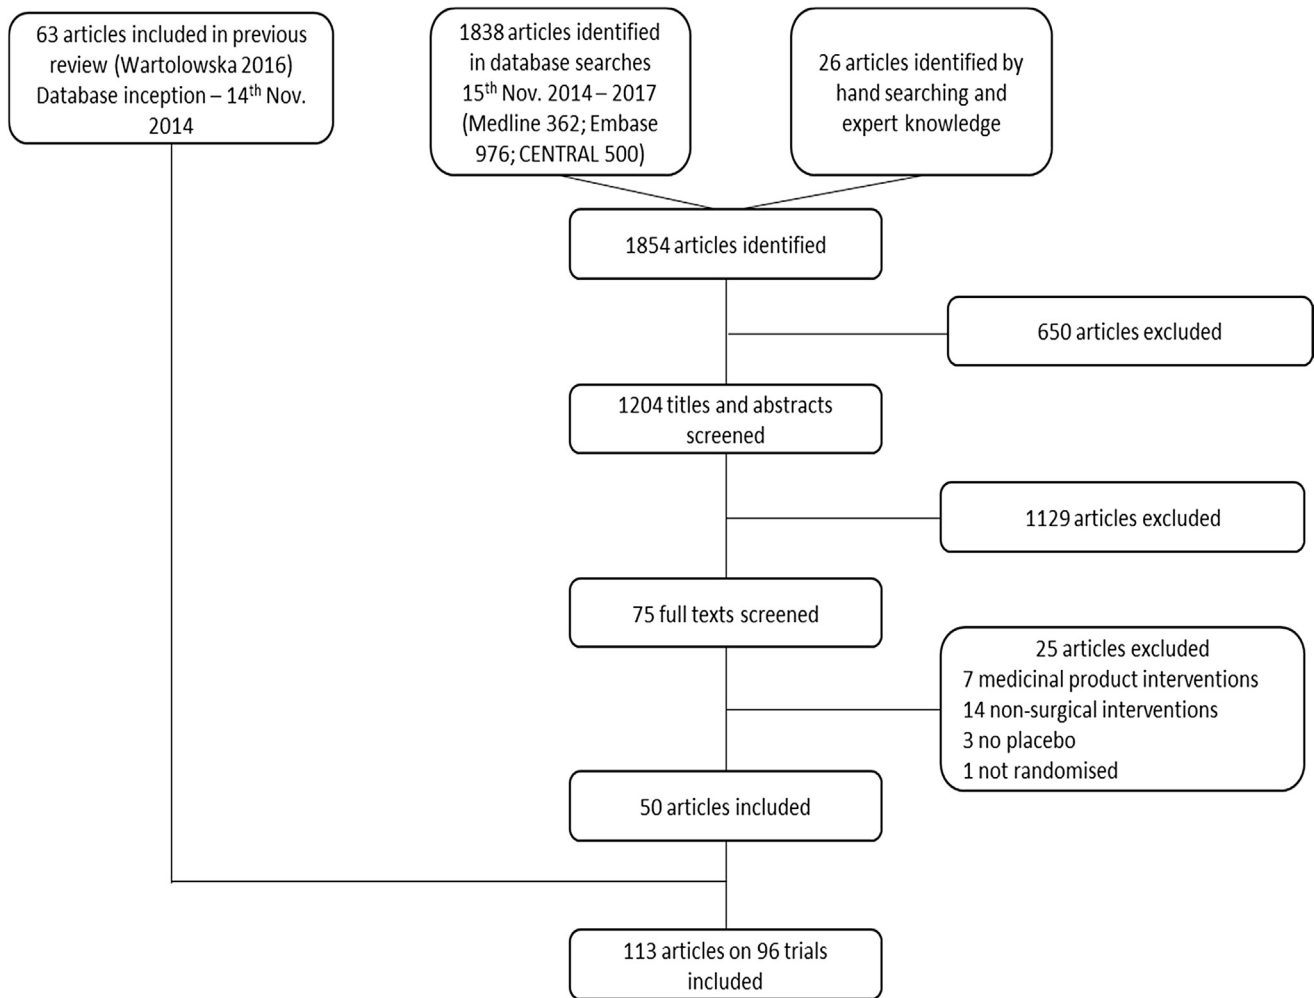 63 articles included in previous
review (Wartolowska 2016)
Database inception – 14th Nov.
2014
1838 articles identified
in database searches
15th Nov. 2014 – 2017
(Medline 362; Embase
976; CENTRAL 500)
26 articles identified by
hand searching and
expert knowledge
1854 articles identified
650 articles excluded
1204 titles and abstracts
screened
1129 articles excluded
75 full texts screened
25 articles excluded
7 medicinal product interventions
14 non-surgical interventions
3 no placebo
1 not randomised
50 articles included
113 articles on 96 trials
included